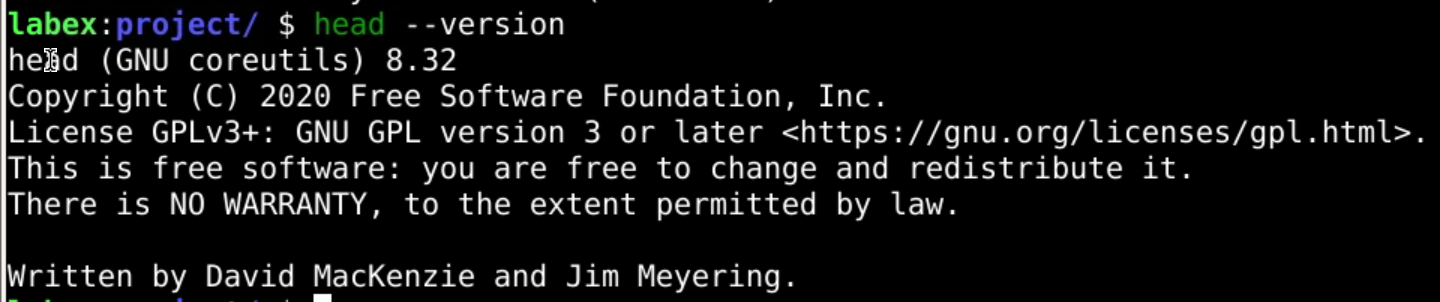 labex:project/ $ head --version
head (GNU coreutils) 8.32
Copyright (C) 2020 Free Software Foundation, Inc.
License GPLv3+: GNU GPL version 3 or later <https://gnu.org/licenses/gpl.html>.
This is free software: you are free to change and redistribute it.
There is NO WARRANTY, to the extent permitted by law.
Written by David MacKenzie and Jim Meyering.